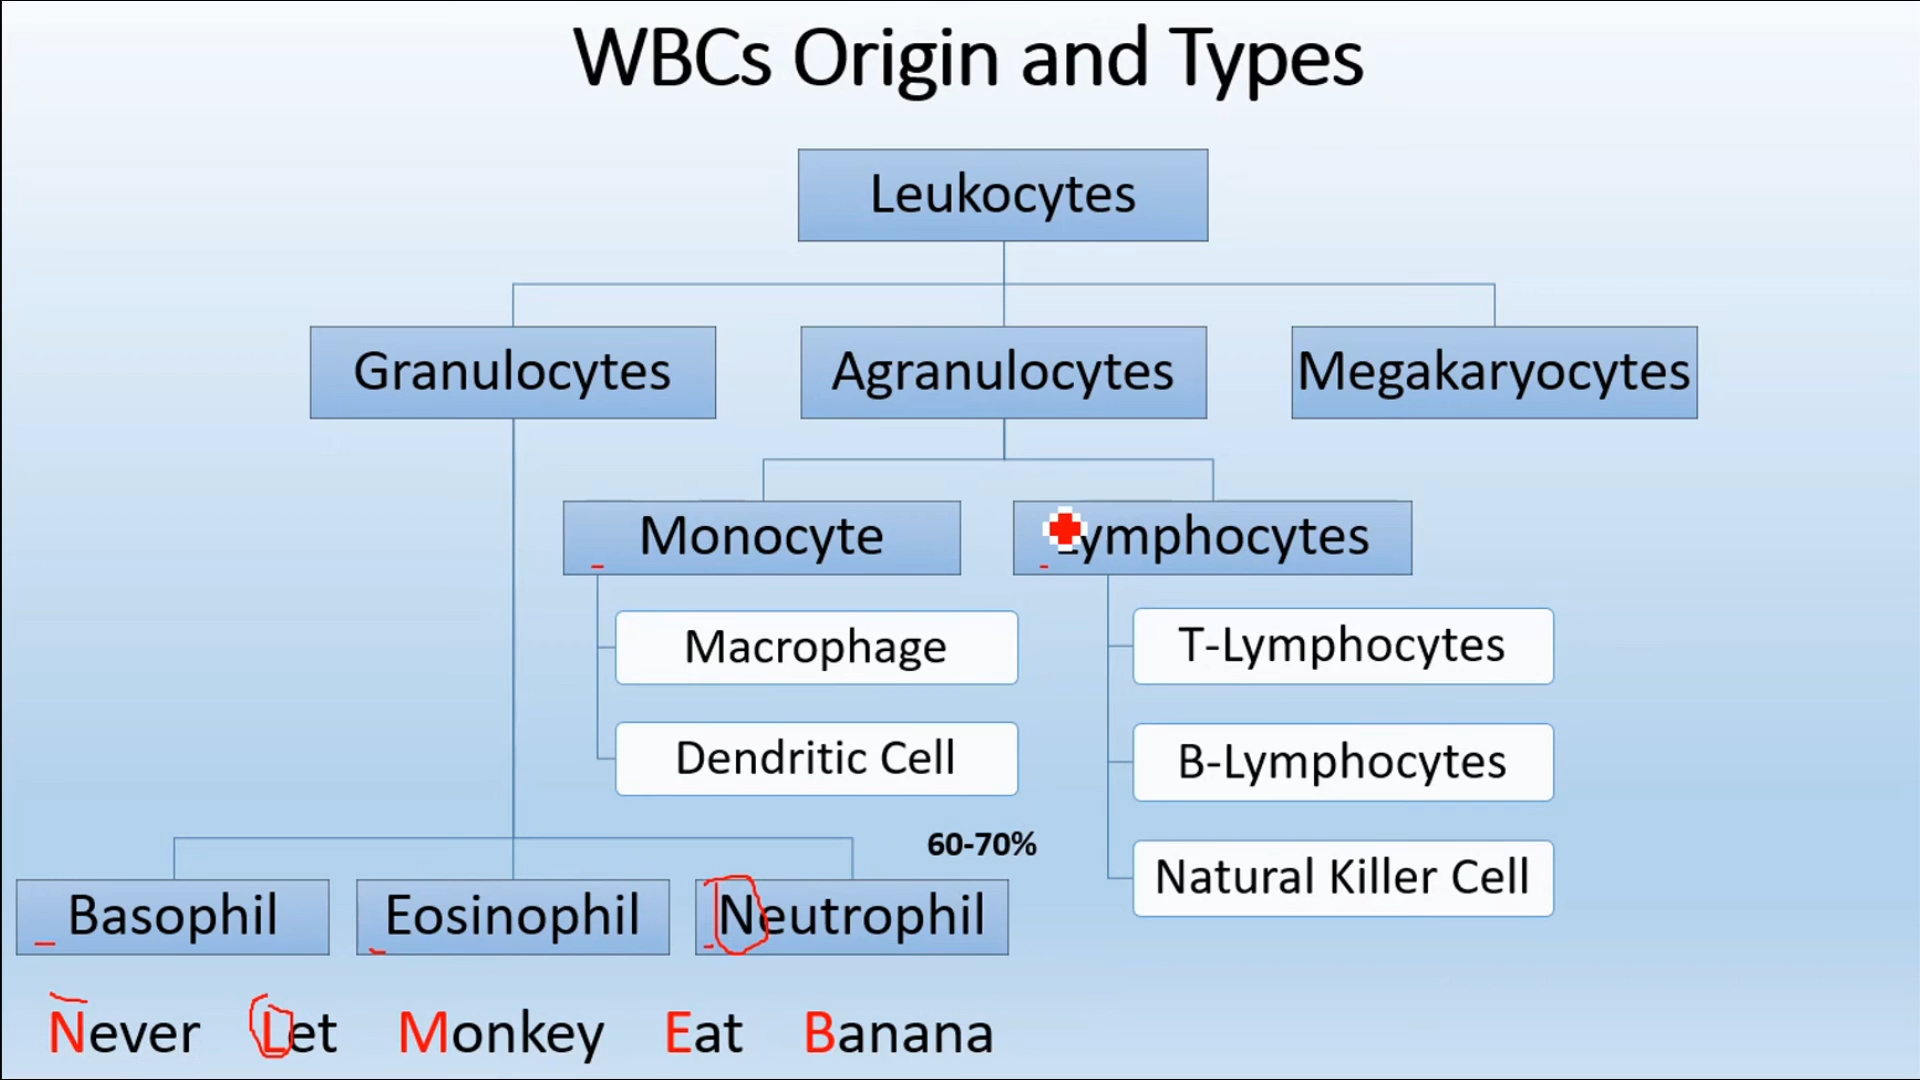 WBCs Origin and Types
Leukocytes
Granulocytes
Agranulocytes
Megakaryocytes
Monocyte
Lymphocytes
Macrophage
T-Lymphocytes
Dendritic Cell
B-Lymphocytes
60-70%
Natural Killer Cell
Basophil
Eosinophil
Neutrophil
Never Let Monkey Eat Banana